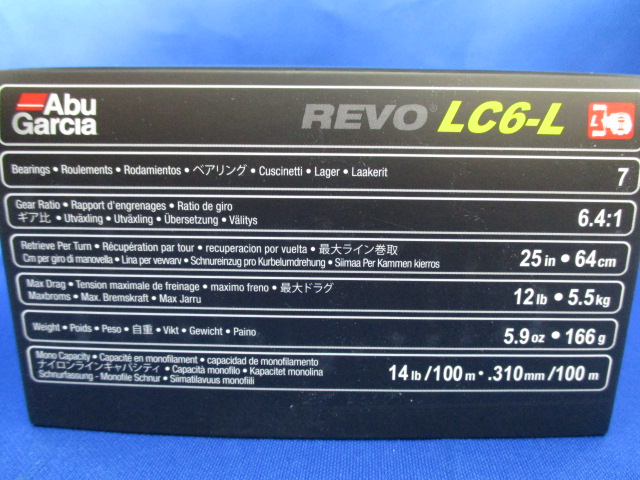 Abu
Garcia
REVO® LC6-L
Bearings • Roulements • Rodamientos • ベアリング • Cuscinetti • Lager • Laakerit
7
Gear Ratio • Rapport d'engrenages • Ratio de giro
ギア比 • Utväxling • Utväxling • Übersetzung • Välitys
6.4:1
Retrieve Per Turn • Récupération par tour • recuperacion por vuelta • 最大ライン巻取
Cm per giro di manovella • Lina per vevvarv • Schnureinzug pro Kurbelumdrehung • Siimaa Per Kammen kierros
25 in • 64 cm
Max Drag • Tension maximale de freinage • maximo freno • 最大ドラグ
Maxbroms • Max. Bremskraft • Max Jarru
12 lb • 5.5 kg
Weight • Poids • Peso • 自重 • Vikt • Gewicht • Paino
5.9 oz • 166 g
Mono Capacity • Capacité en monofilament • capacidad de monofilamento
ナイロンラインキャパシティ • Capacità monofilo • Kapacitet monolina
Schnurfassung - Monofile Schnur • Siimatilavuus monofiili
14 lb/100 m • .310 mm/100 m